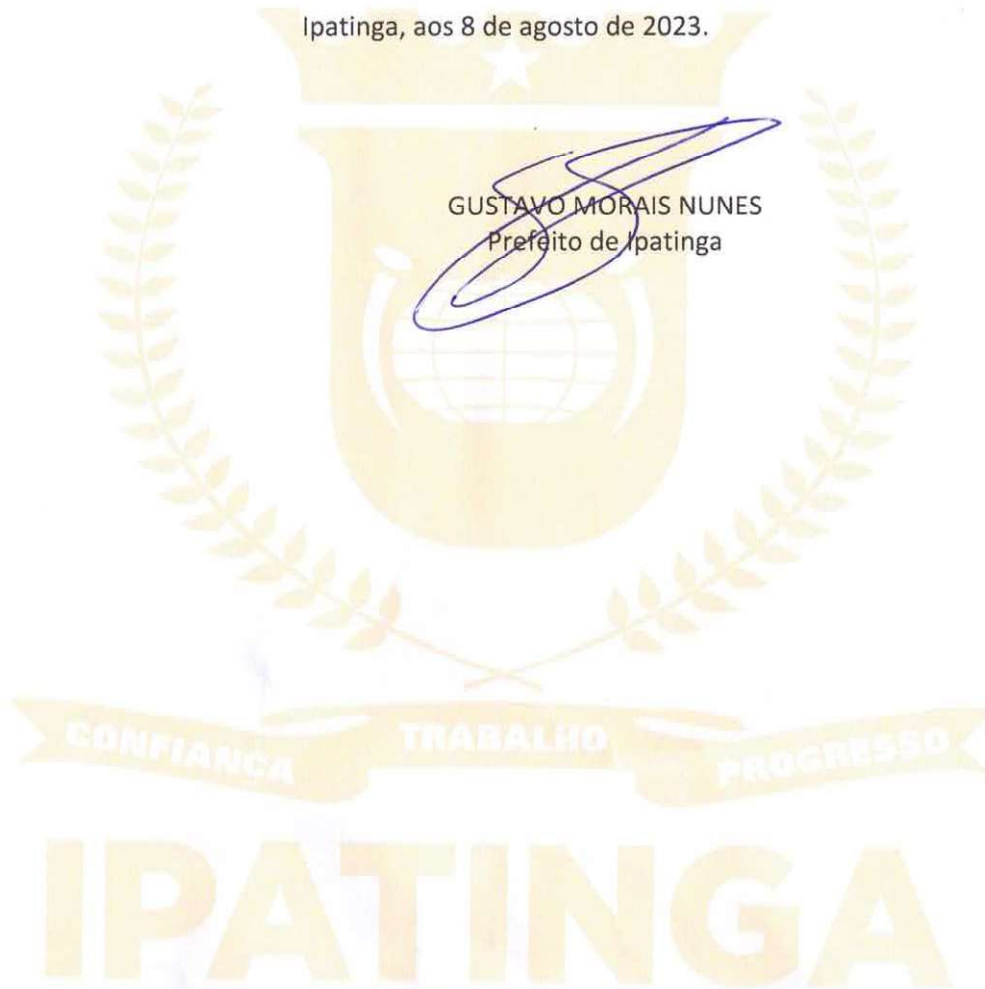 Ipatinga, aos 8 de agosto de 2023.
GUSTAVO MORAIS NUNES
Prefeito de Ipatinga
CONFIANÇA TRABALHO PROGRESSO
IPATINGA